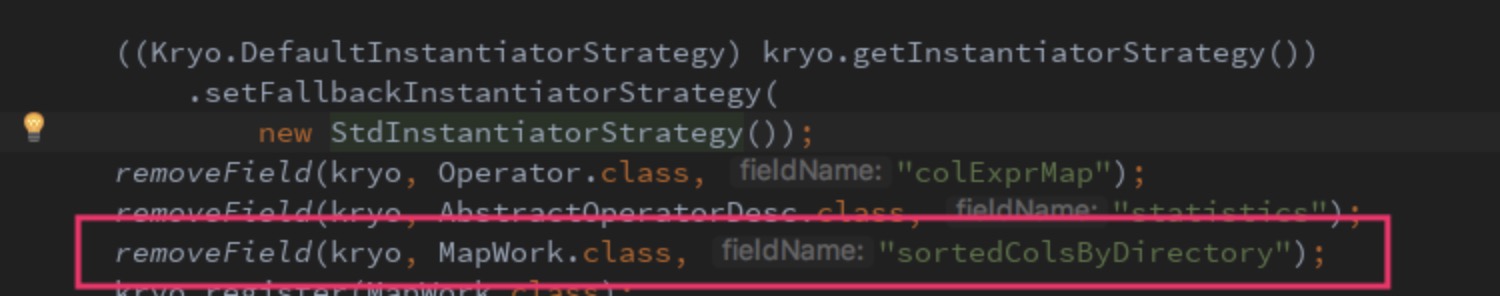 ((Kryo.DefaultInstantiatorStrategy) kryo.getInstantiatorStrategy())
.setFallbackInstantiatorStrategy(
new StdInstantiatorStrategy());
removeField(kryo, Operator.class, fieldName: "colExprMap");
removeField(kryo, AbstractOperatorDesc.class, fieldName: "statistics");
removeField(kryo, MapWork.class, fieldName: "sortedColsByDirectory");
kryo.register(MapWork.class);